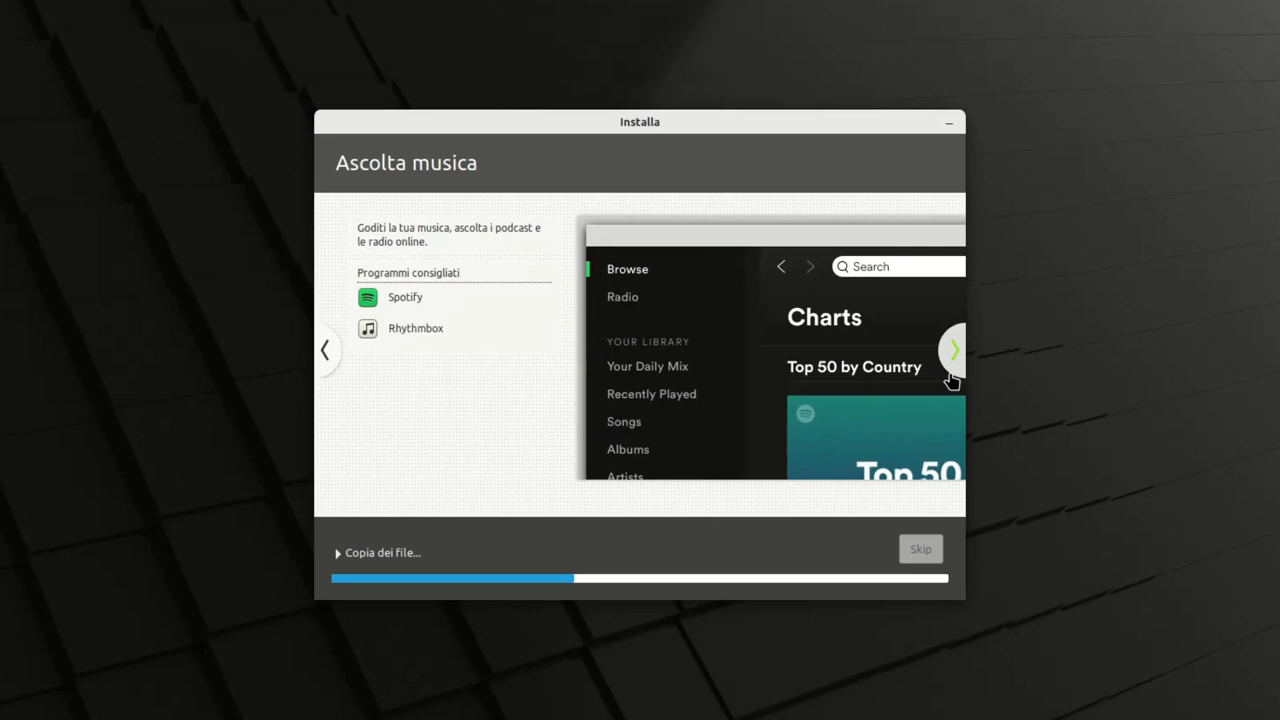 Installa
Ascolta musica
Goditi la tua musica, ascolta i podcast e
le radio online.
Programmi consigliati
Spotify
Rhythmbox
Browse
Radio
YOUR LIBRARY
Your Daily Mix
Recently Played
Songs
Albums
Artists
Search
Charts
Top 50 by Country
Top 50
Copia dei file...
Skip